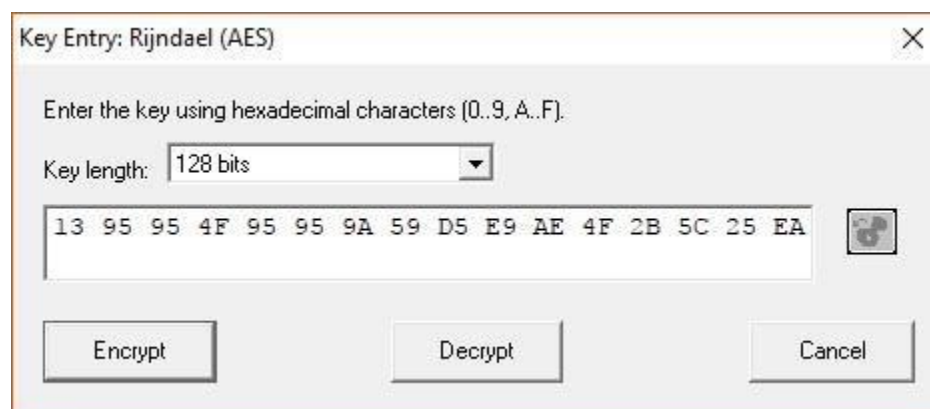 Key Entry: Rijndael (AES)
Enter the key using hexadecimal characters (0..9, A..F).
Key length: 128 bits
13 95 95 4F 95 95 9A 59 D5 E9 AE 4F 2B 5C 25 EA
Encrypt Decrypt Cancel